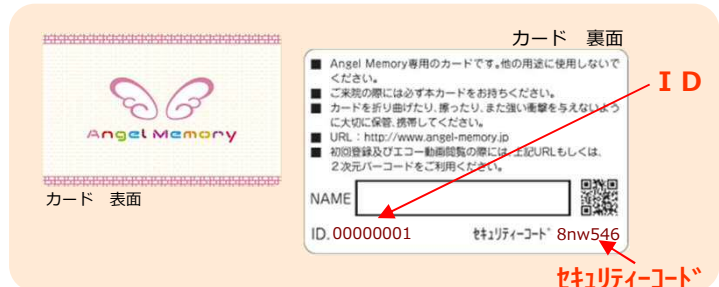 カード 裏面
Angel Memory
カード 表面
■ Angel Memory専用のカードです。他の用途に使用しないで
ください。
■ ご来院の際には必ず本カードをお持ちください。
■ カードを折り曲げたり、擦ったり、また強い衝撃を与えないよう
に大切に保管、携帯してください。
■ URL：http://www.angel-memory.jp
■ 初回登録及びエコー動画閲覧の際には、上記URLもしくは、
2次元バーコードをご利用ください。
NAME
ID. 00000001 ｾｷｭﾘﾃｨｰｺｰﾄﾞ 8nw546
ＩＤ
ｾｷｭﾘﾃｨｰｺｰﾄﾞ